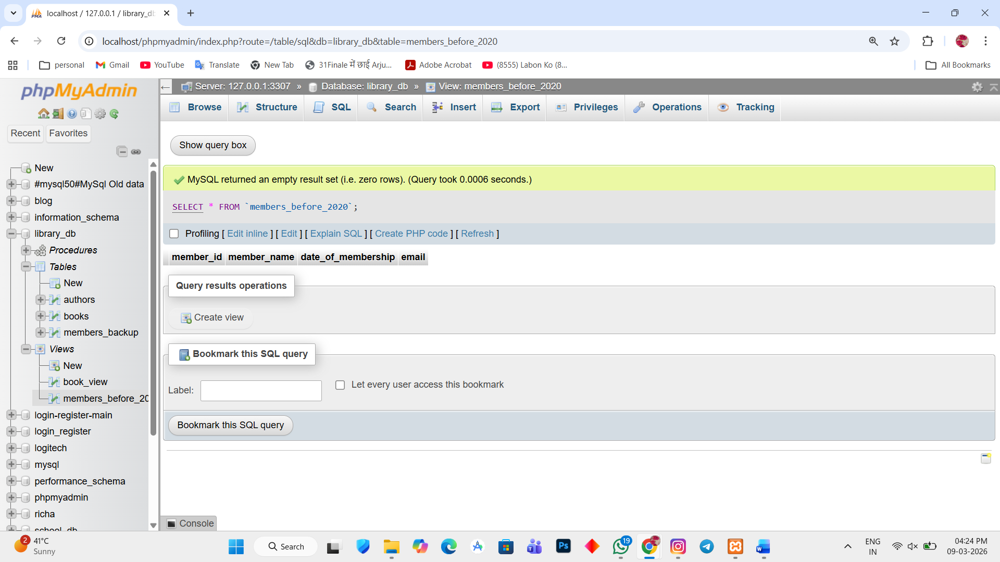 localhost / 127.0.0.1 / library_db
localhost/phpmyadmin/index.php?route=/table/sql&db=library_db&table=members_before_2020
personal
Gmail
YouTube
Translate
New Tab
31Finale में छाई Arju...
Adobe Acrobat
(8555) Labon Ko (8...
All Bookmarks
phpMyAdmin
Recent
Favorites
New
#mysql50#MySql Old data
blog
information_schema
library_db
Procedures
Tables
New
authors
books
members_backup
Views
New
book_view
members_before_20
login-register-main
login_register
logitech
mysql
performance_schema
phpmyadmin
richa
school_db
Server: 127.0.0.1:3307 » Database: library_db » View: members_before_2020
Browse
Structure
SQL
Search
Insert
Export
Privileges
Operations
Tracking
Show query box
MySQL returned an empty result set (i.e. zero rows). (Query took 0.0006 seconds.)
SELECT * FROM `members_before_2020`;
Profiling [ Edit inline ] [ Edit ] [ Explain SQL ] [ Create PHP code ] [ Refresh ]
member_id member_name date_of_membership email
Query results operations
Create view
Bookmark this SQL query
Label:
Let every user access this bookmark
Bookmark this SQL query
Console
2
41°C
Sunny
Search
Ps
19
ENG
IN
04:24 PM
09-03-2026